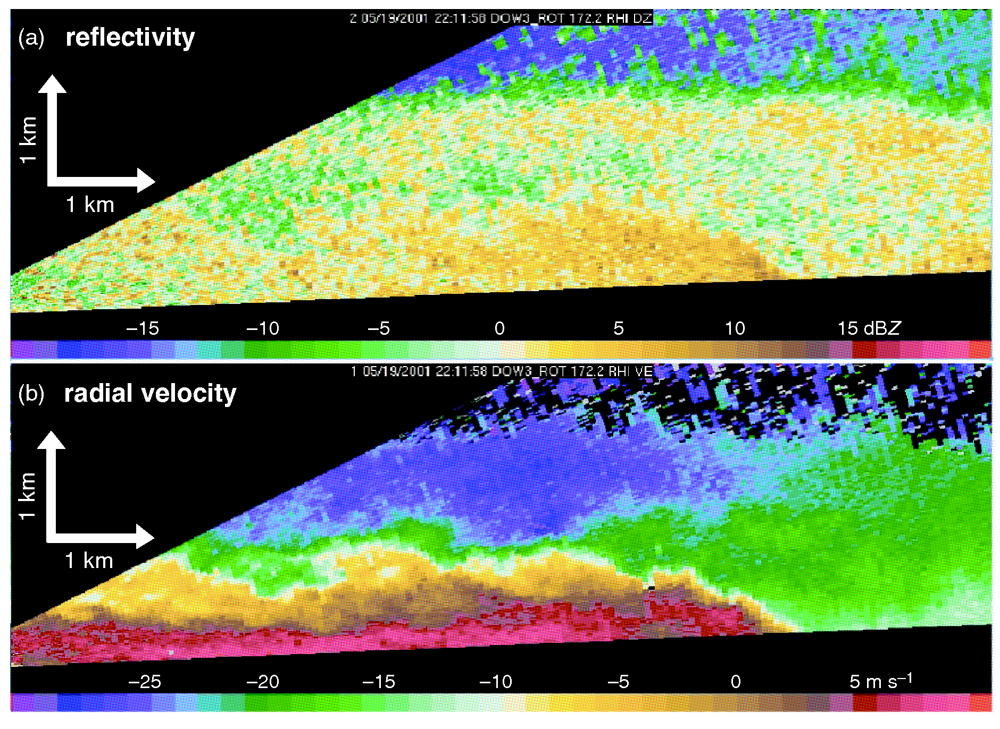 2 05/19/2001 22:11:58 DOW3_ROT 172.2 RHI DZ
(a) reflectivity
1 km
1 km
−15 −10 −5 0 5 10 15 dBZ
1 05/19/2001 22:11:58 DOW3_ROT 172.2 RHI VE
(b) radial velocity
1 km
1 km
−25 −20 −15 −10 −5 0 5 m s⁻¹